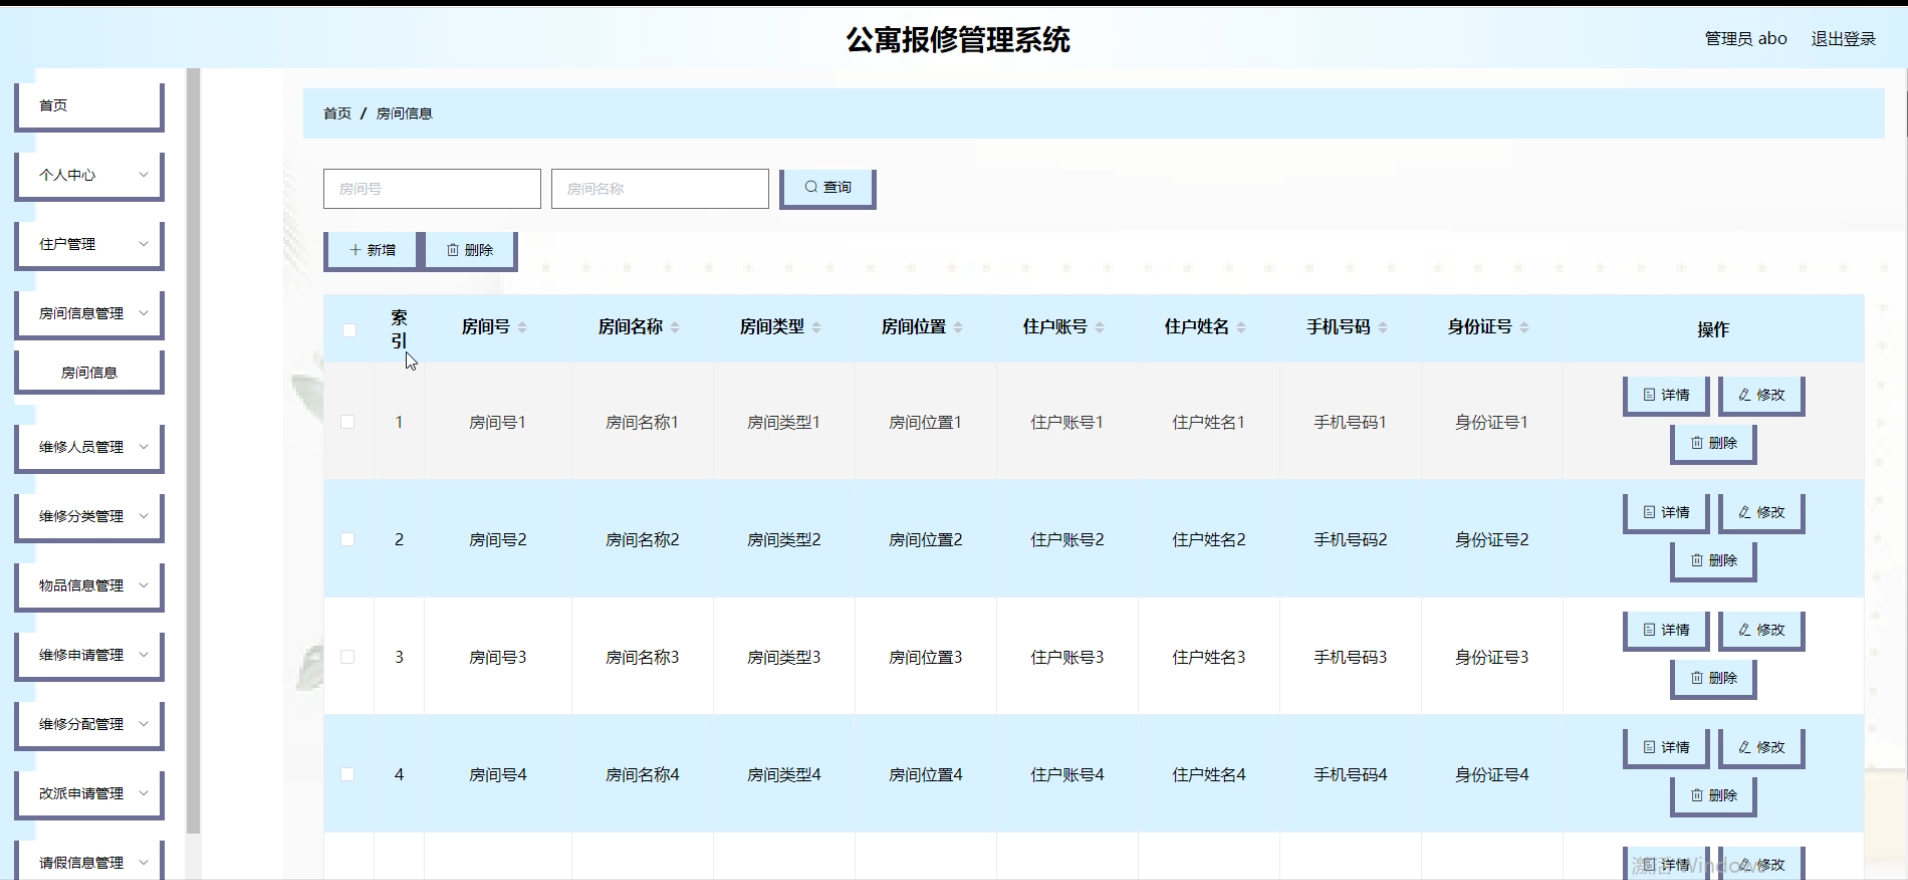 公寓报修管理系统
管理员 abo 退出登录
首页
个人中心
住户管理
房间信息管理
房间信息
维修人员管理
维修分类管理
物品信息管理
维修申请管理
维修分配管理
改派申请管理
请假信息管理
首页 / 房间信息
房间号 房间名称 查询
新增 删除
索引 房间号 房间名称 房间类型 房间位置 住户账号 住户姓名 手机号码 身份证号 操作
1 房间号1 房间名称1 房间类型1 房间位置1 住户账号1 住户姓名1 手机号码1 身份证号1 详情 修改
删除
2 房间号2 房间名称2 房间类型2 房间位置2 住户账号2 住户姓名2 手机号码2 身份证号2 详情 修改
删除
3 房间号3 房间名称3 房间类型3 房间位置3 住户账号3 住户姓名3 手机号码3 身份证号3 详情 修改
删除
4 房间号4 房间名称4 房间类型4 房间位置4 住户账号4 住户姓名4 手机号码4 身份证号4 详情 修改
删除
详情 修改
激活 Windows